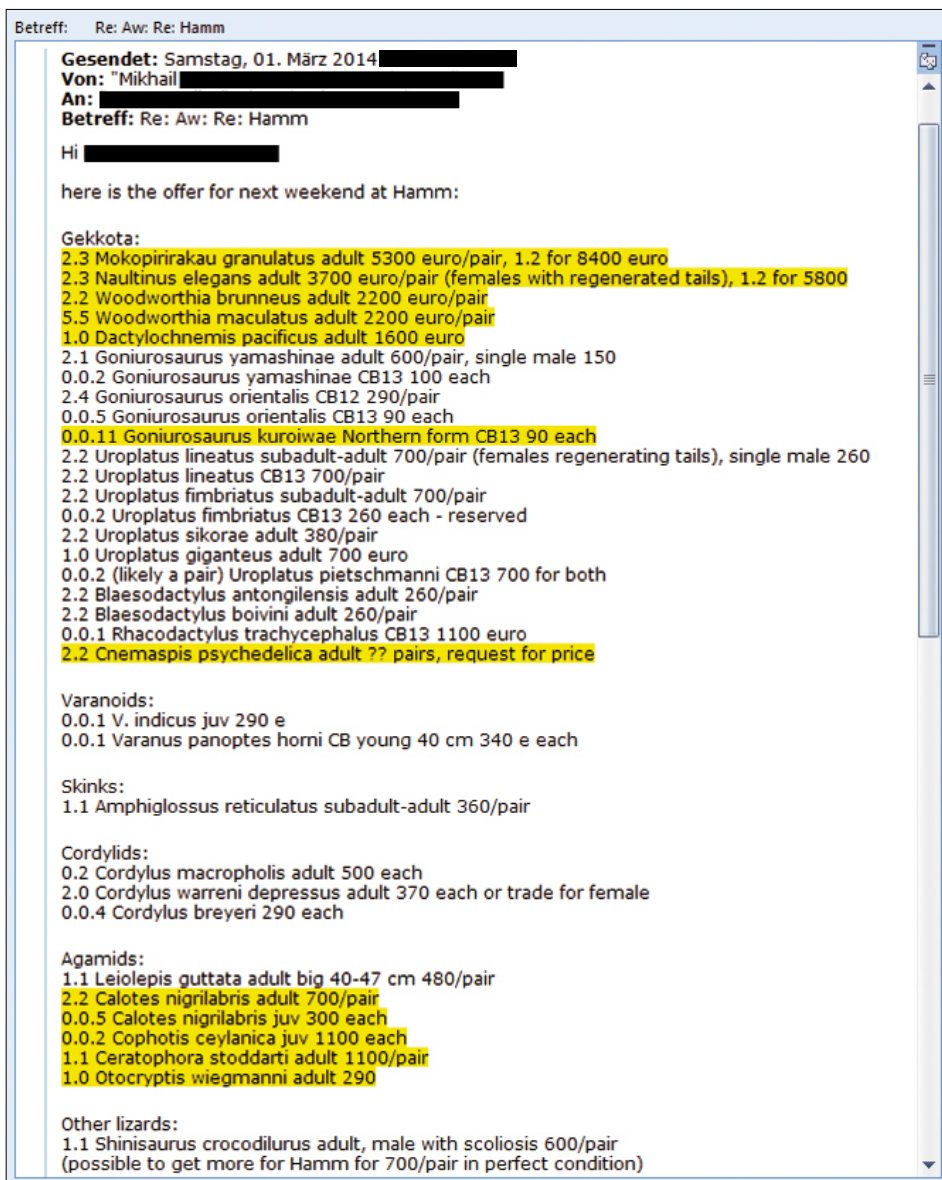 Betreff: Re: Aw: Re: Hamm
Gesendet: Samstag, 01. März 2014
Von: "Mikhail
An:
Betreff: Re: Aw: Re: Hamm
Hi
here is the offer for next weekend at Hamm:
Gekkota:
2.3 Mokopirirakau granulatus adult 5300 euro/pair, 1.2 for 8400 euro
2.3 Naultinus elegans adult 3700 euro/pair (females with regenerated tails), 1.2 for 5800
2.2 Woodworthia brunneus adult 2200 euro/pair
5.5 Woodworthia maculatus adult 2200 euro/pair
1.0 Dactylochnemis pacificus adult 1600 euro
2.1 Goniurosaurus yamashinae adult 600/pair, single male 150
0.0.2 Goniurosaurus yamashinae CB13 100 each
2.4 Goniurosaurus orientalis CB12 290/pair
0.0.5 Goniurosaurus orientalis CB13 90 each
0.0.11 Goniurosaurus kuroiwae Northern form CB13 90 each
2.2 Uroplatus lineatus subadult-adult 700/pair (females regenerating tails), single male 260
2.2 Uroplatus lineatus CB13 700/pair
2.2 Uroplatus fimbriatus subadult-adult 700/pair
0.0.2 Uroplatus fimbriatus CB13 260 each - reserved
2.2 Uroplatus sikorae adult 380/pair
1.0 Uroplatus giganteus adult 700 euro
0.0.2 (likely a pair) Uroplatus pietschmanni CB13 700 for both
2.2 Blaesodactylus antongilensis adult 260/pair
2.2 Blaesodactylus boivini adult 260/pair
0.0.1 Rhacodactylus trachycephalus CB13 1100 euro
2.2 Cnemaspis psychedelica adult ?? pairs, request for price
Varanoids:
0.0.1 V. indicus juv 290 e
0.0.1 Varanus panoptes horni CB young 40 cm 340 e each
Skinks:
1.1 Amphiglossus reticulatus subadult-adult 360/pair
Cordylids:
0.2 Cordylus macropholis adult 500 each
2.0 Cordylus warreni depressus adult 370 each or trade for female
0.0.4 Cordylus breyeri 290 each
Agamids:
1.1 Leiolepis guttata adult big 40-47 cm 480/pair
2.2 Calotes nigrilabris adult 700/pair
0.0.5 Calotes nigrilabris juv 300 each
0.0.2 Cophotis ceylanica juv 1100 each
1.1 Ceratophora stoddarti adult 1100/pair
1.0 Otocryptis wiegmanni adult 290
Other lizards:
1.1 Shinisaurus crocodilurus adult, male with scoliosis 600/pair
(possible to get more for Hamm for 700/pair in perfect condition)